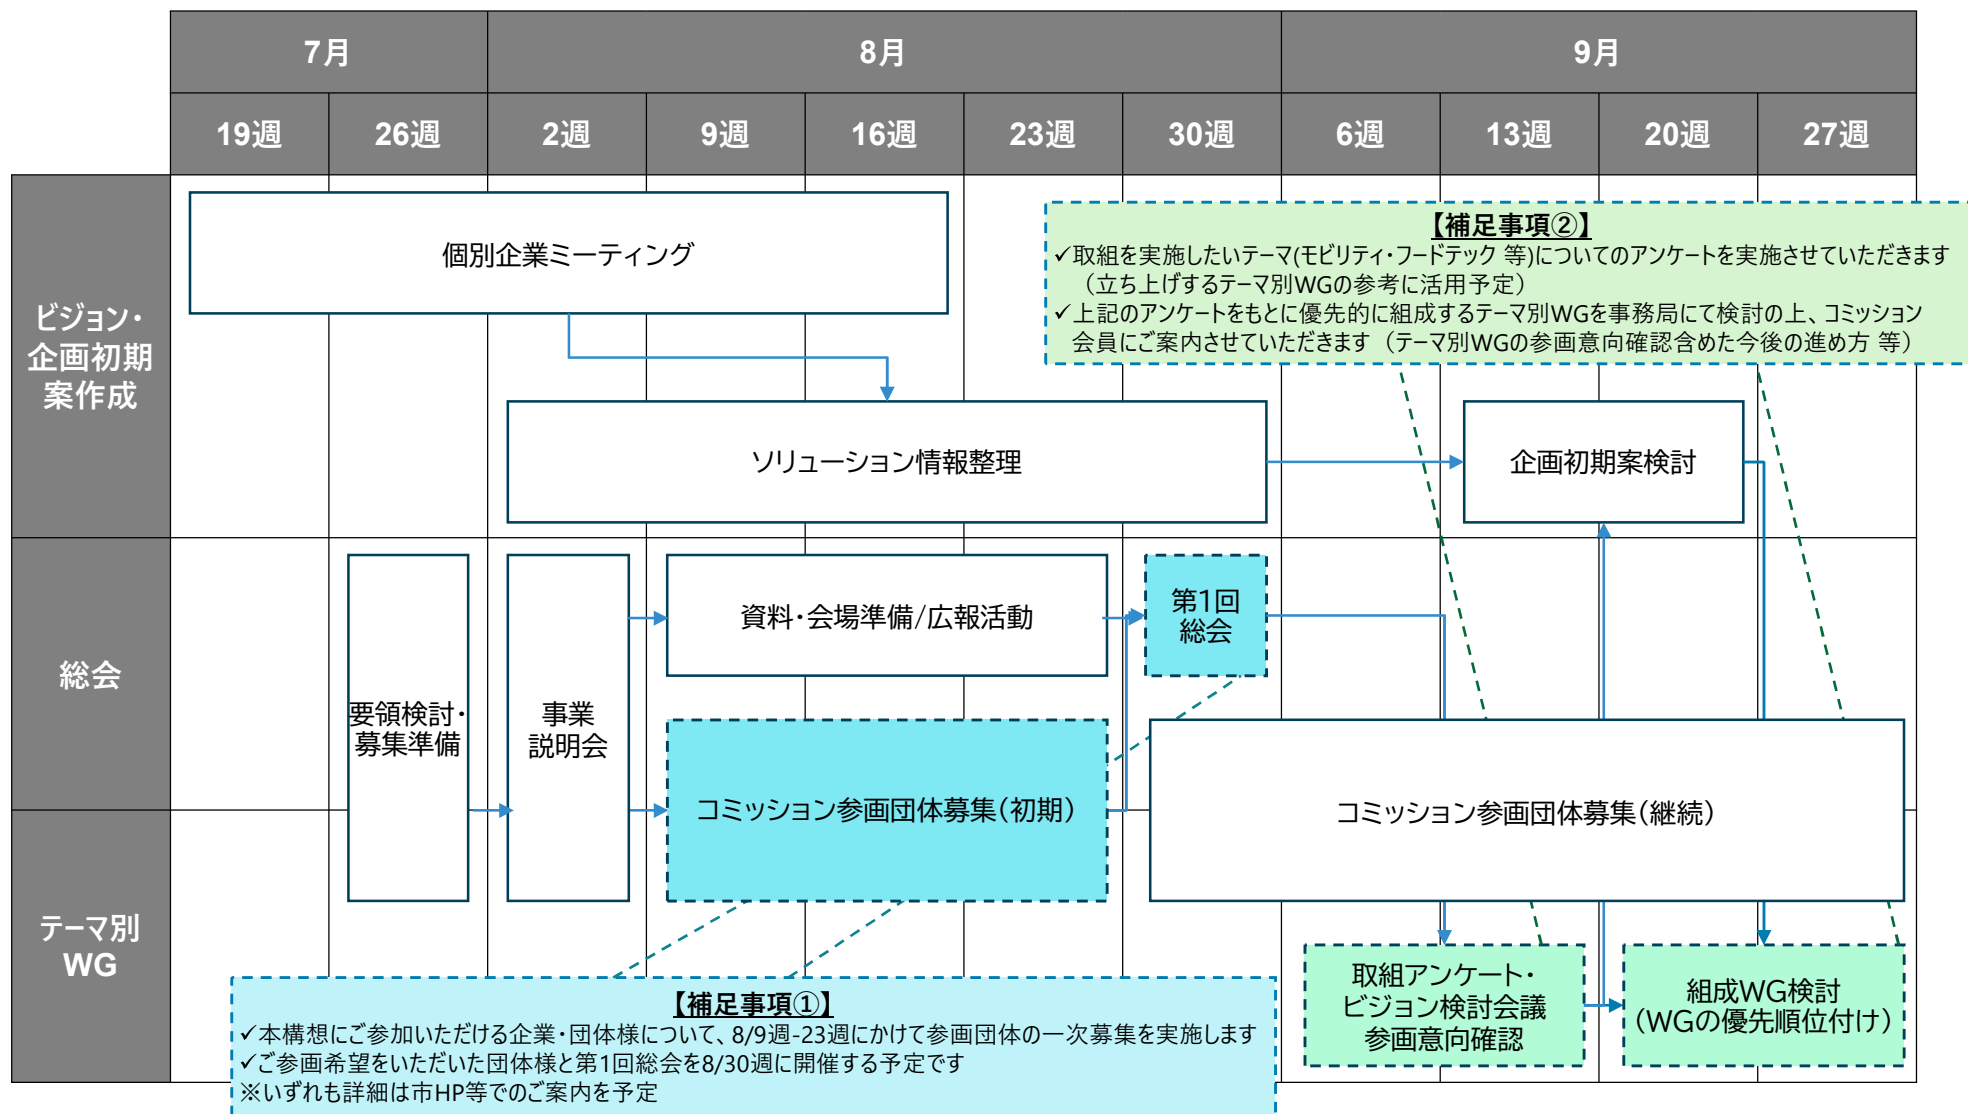 7月
8月
9月
19週
26週
2週
9週
16週
23週
30週
6週
13週
20週
27週
ビジョン・
企画初期
案作成
個別企業ミーティング
【補足事項②】
✓取組を実施したいテーマ(モビリティ・フードテック 等)についてのアンケートを実施させていただきます
（立ち上げするテーマ別WGの参考に活用予定）
✓上記のアンケートをもとに優先的に組成するテーマ別WGを事務局にて検討の上、コミッション
会員にご案内させていただきます（テーマ別WGの参画意向確認含めた今後の進め方 等）
ソリューション情報整理
企画初期案検討
総会
要領検討・
募集準備
事業
説明会
資料・会場準備/広報活動
第1回
総会
コミッション参画団体募集（初期）
コミッション参画団体募集（継続）
テーマ別
WG
取組アンケート・
ビジョン検討会議
参画意向確認
組成WG検討
（WGの優先順位付け）
【補足事項①】
✓本構想にご参加いただける企業・団体様について、8/9週-23週にかけて参画団体の一次募集を実施します
✓ご参画希望をいただいた団体様と第1回総会を8/30週に開催する予定です
※いずれも詳細は市HP等でのご案内を予定